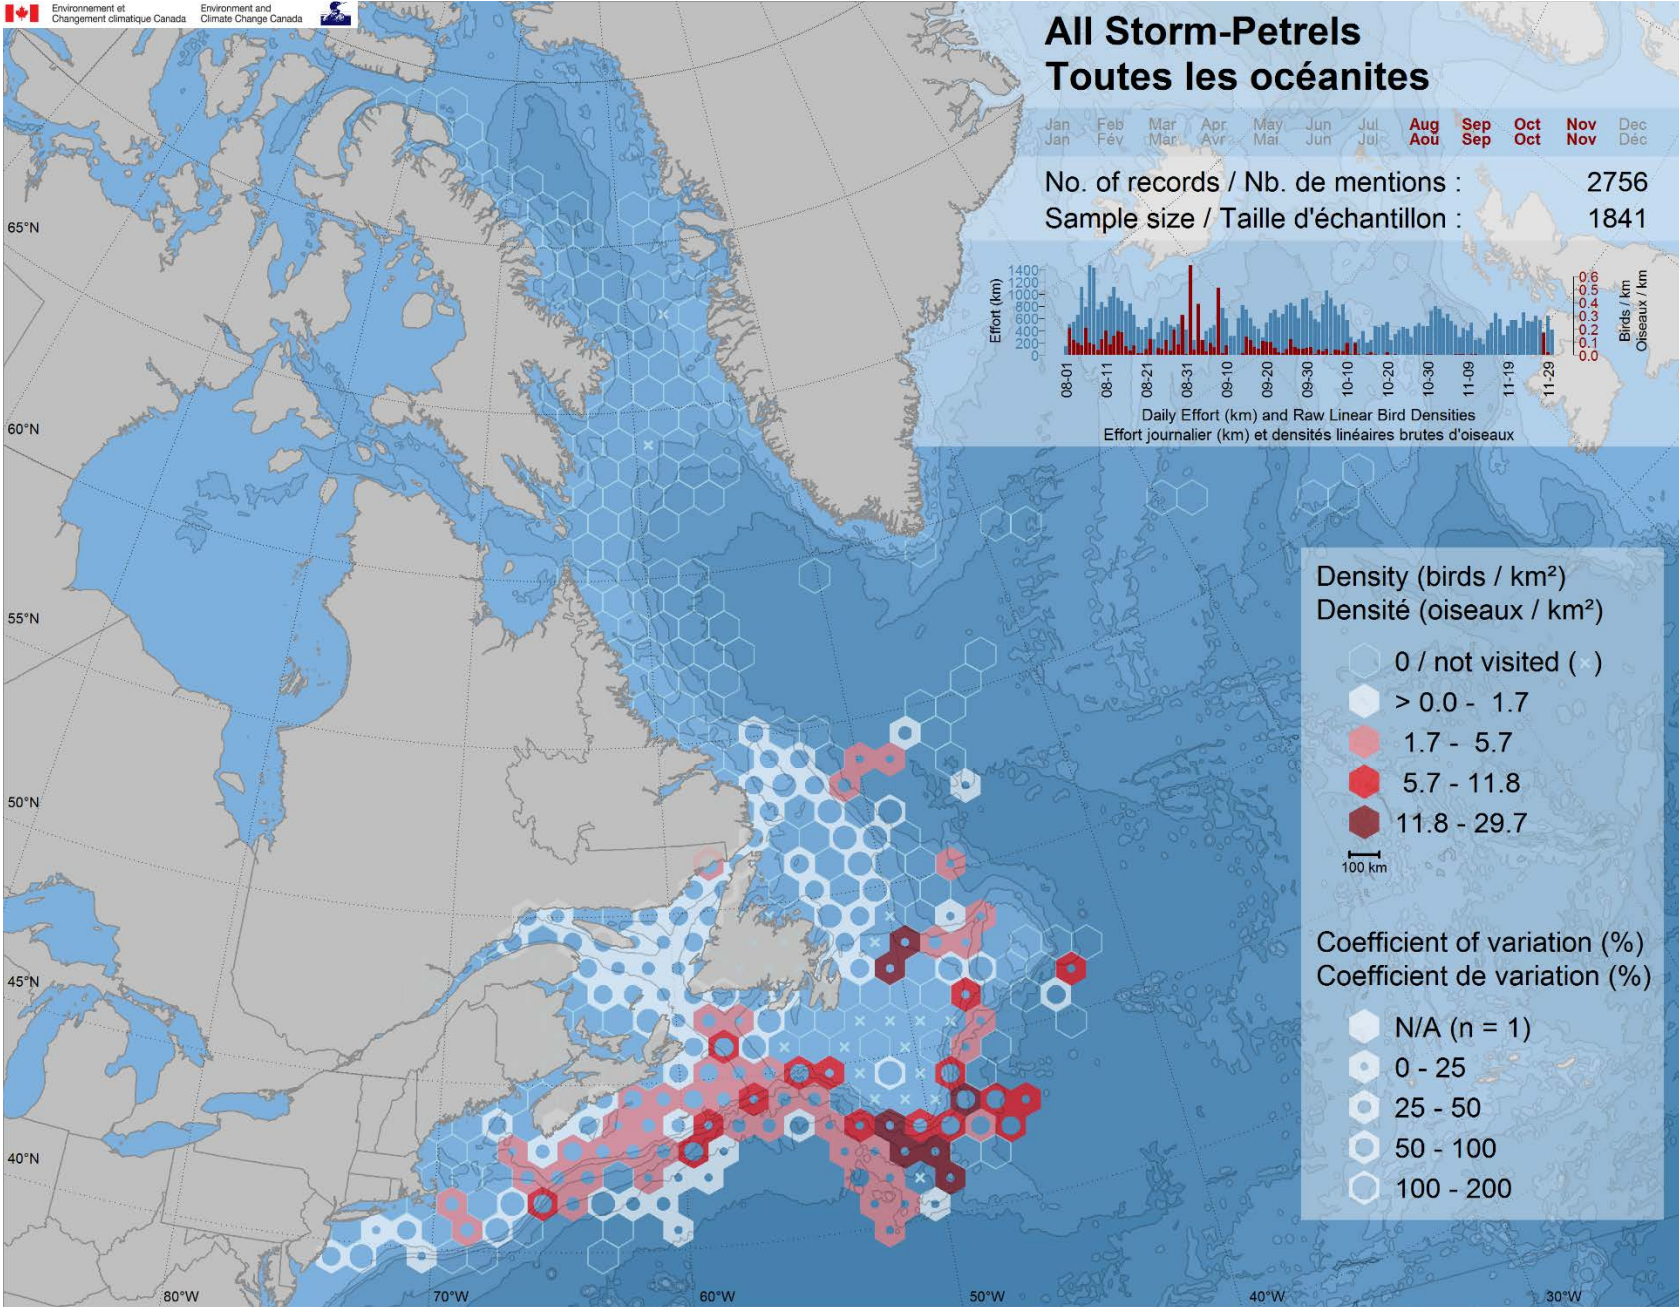 Environnement et
Changement climatique Canada
Environment and
Climate Change Canada
All Storm-Petrels
Toutes les océanites
Jan Feb Mar Apr May Jun Jul Aug Sep Oct Nov Dec
Jan Fév Mar Avr Mai Jun Jul Aou Sep Oct Nov Déc
No. of records / Nb. de mentions : 2756
Sample size / Taille d'échantillon : 1841
Effort (km)
1400
1200
1000
800
600
400
200
0
0.6
0.5
0.4
0.3
0.2
0.1
0.0
Birds / km
Oiseaux / km
08-01 08-11 08-21 08-31 09-10 09-20 09-30 10-10 10-20 10-30 11-09 11-19 11-29
Daily Effort (km) and Raw Linear Bird Densities
Effort journalier (km) et densités linéaires brutes d'oiseaux
65°N
60°N
55°N
50°N
45°N
40°N
Density (birds / km²)
Densité (oiseaux / km²)
0 / not visited (×)
> 0.0 - 1.7
1.7 - 5.7
5.7 - 11.8
11.8 - 29.7
100 km
Coefficient of variation (%)
Coefficient de variation (%)
N/A (n = 1)
0 - 25
25 - 50
50 - 100
100 - 200
80°W 70°W 60°W 50°W 40°W 30°W